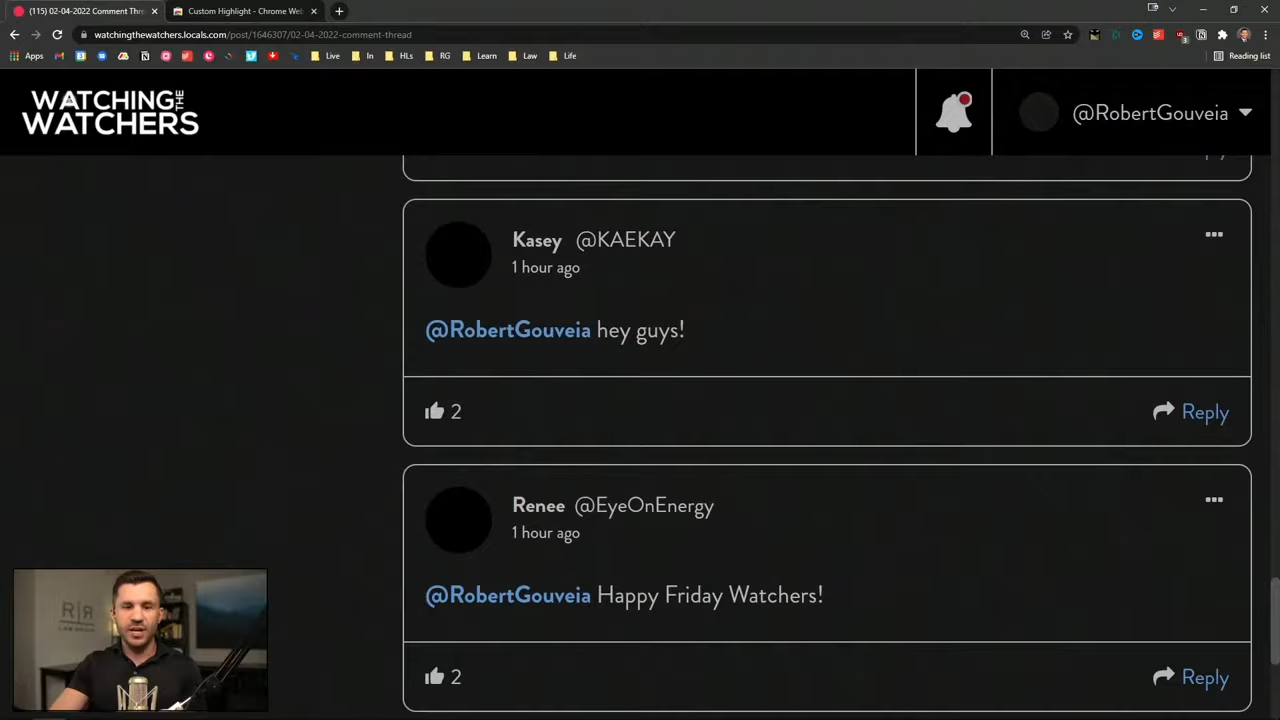 (115) 02-04-2022 Comment Thre
Custom Highlight - Chrome Web
watchingthewatchers.locals.com/post/1646307/02-04-2022-comment-thread
Apps
Live
In
HLs
RG
Learn
Law
Life
Reading list
WATCHING THE
WATCHERS
@RobertGouveia
Kasey @KAEKAY
1 hour ago
@RobertGouveia hey guys!
2
Reply
Renee @EyeOnEnergy
1 hour ago
@RobertGouveia Happy Friday Watchers!
2
Reply
R|R
LAW GROUP